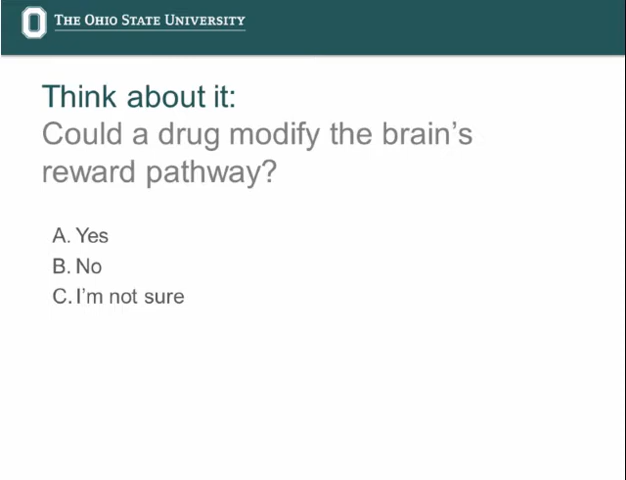 THE OHIO STATE UNIVERSITY
Think about it:
Could a drug modify the brain's
reward pathway?
A. Yes
B. No
C. I'm not sure